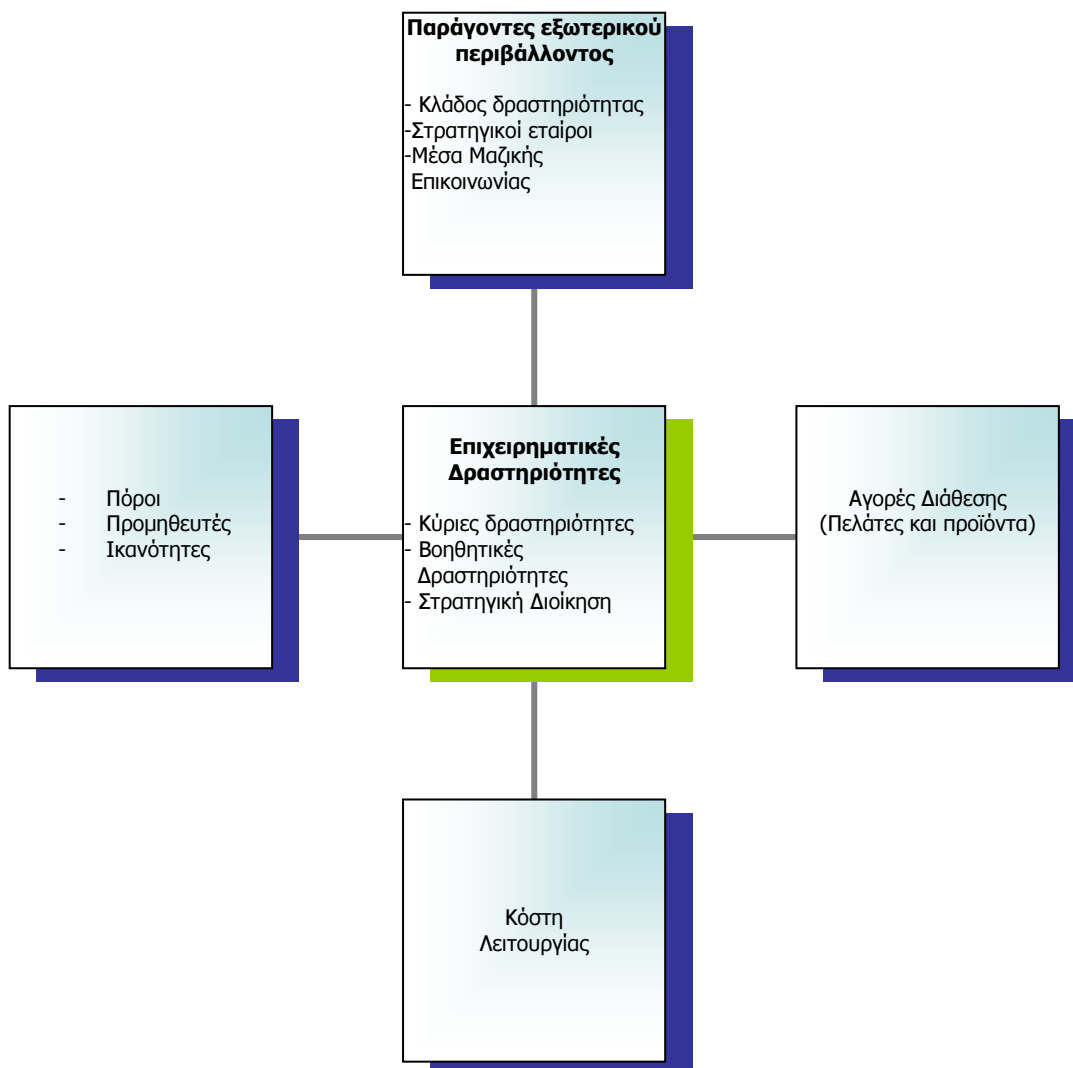 Παράγοντες εξωτερικού
περιβάλλοντος
- Κλάδος δραστηριότητας
-Στρατηγικοί εταίροι
-Μέσα Μαζικής
Επικοινωνίας
- Πόροι
- Προμηθευτές
- Ικανότητες
Επιχειρηματικές
Δραστηριότητες
- Κύριες δραστηριότητες
- Βοηθητικές
Δραστηριότητες
- Στρατηγική Διοίκηση
Αγορές Διάθεσης
(Πελάτες και προϊόντα)
Κόστη
Λειτουργίας